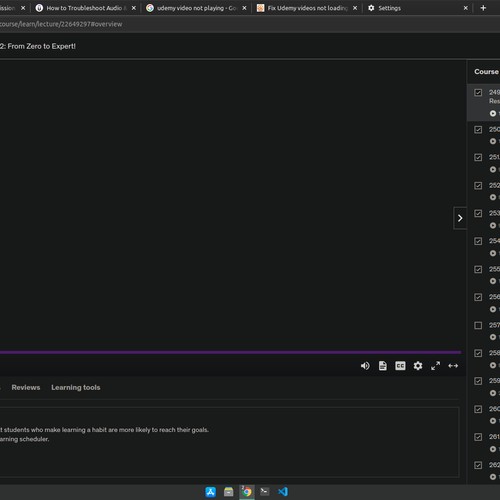 ission
How to Troubleshoot Audio &
udemy video not playing - Go
Fix Udemy videos not loading
Settings
course/learn/lecture/22649297#overview
2: From Zero to Expert!
Course
249
Res
250
251
252
253
254
255
256
257
258
259
260
261
262
CC
Reviews
Learning tools
t students who make learning a habit are more likely to reach their goals.
arning scheduler.